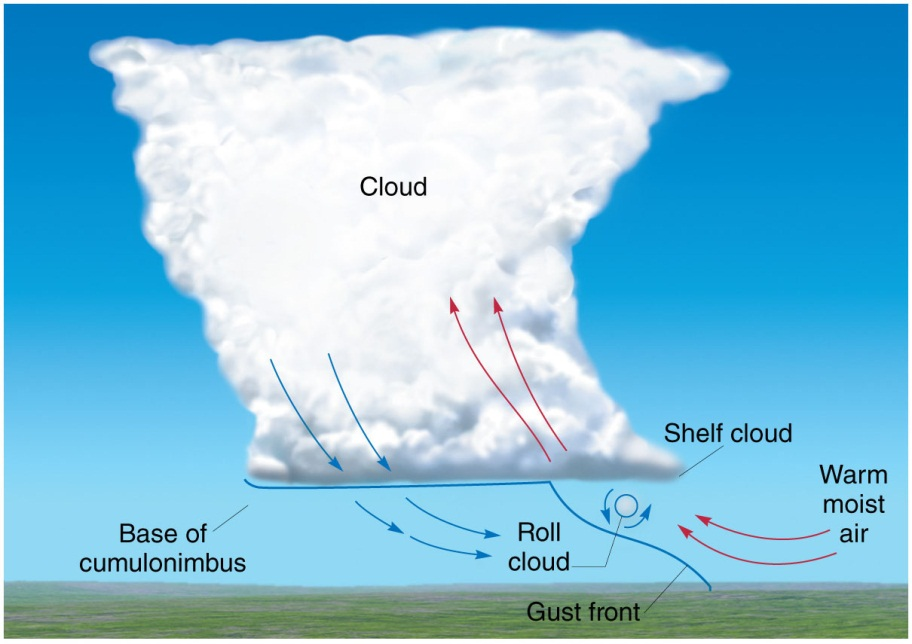 Cloud
Shelf cloud
Warm
moist
air
Base of
cumulonimbus
Roll
cloud
Gust front